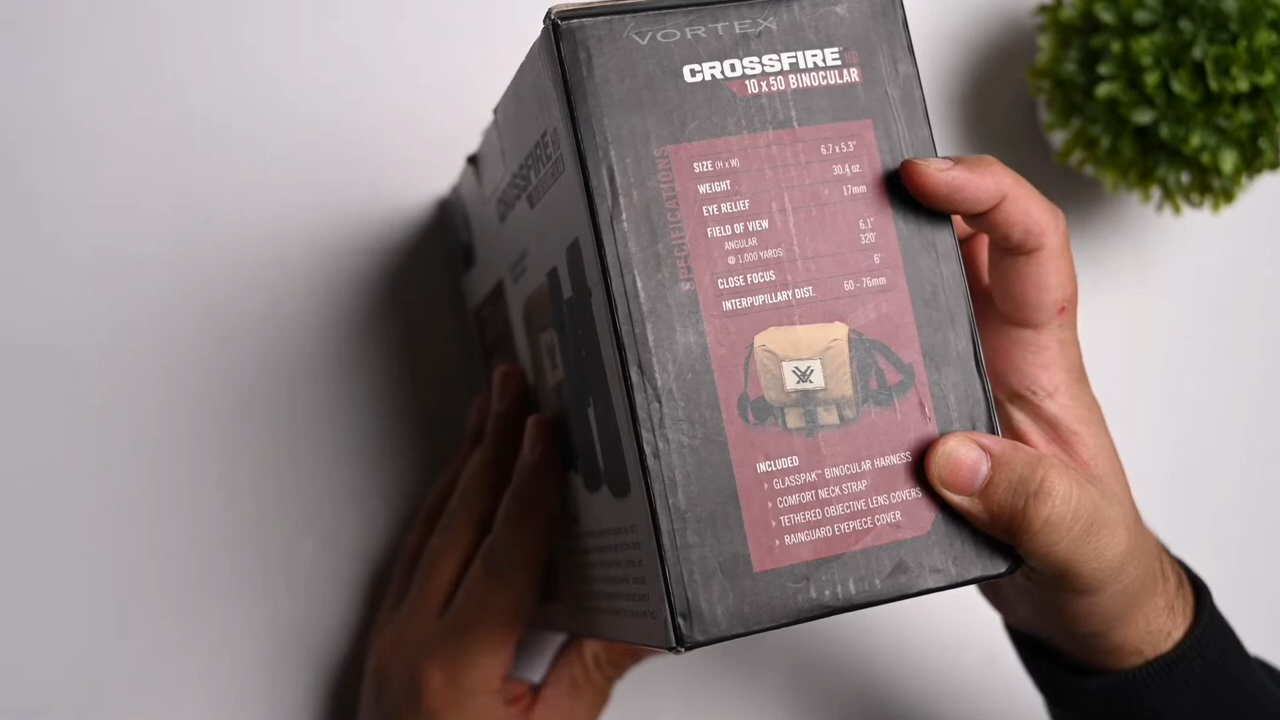 VORTEX
CROSSFIRE HD
10 x 50 BINOCULAR
SPECIFICATIONS
SIZE (H x W) 6.7 x 5.3"
WEIGHT 30.4 oz.
EYE RELIEF 17mm
FIELD OF VIEW
ANGULAR 6.1°
@ 1,000 YARDS 320'
CLOSE FOCUS 6'
INTERPUPILLARY DIST. 60 - 76mm
INCLUDED
GLASSPAK™ BINOCULAR HARNESS
COMFORT NECK STRAP
TETHERED OBJECTIVE LENS COVERS
RAINGUARD EYEPIECE COVER
CROSSFIRE HD